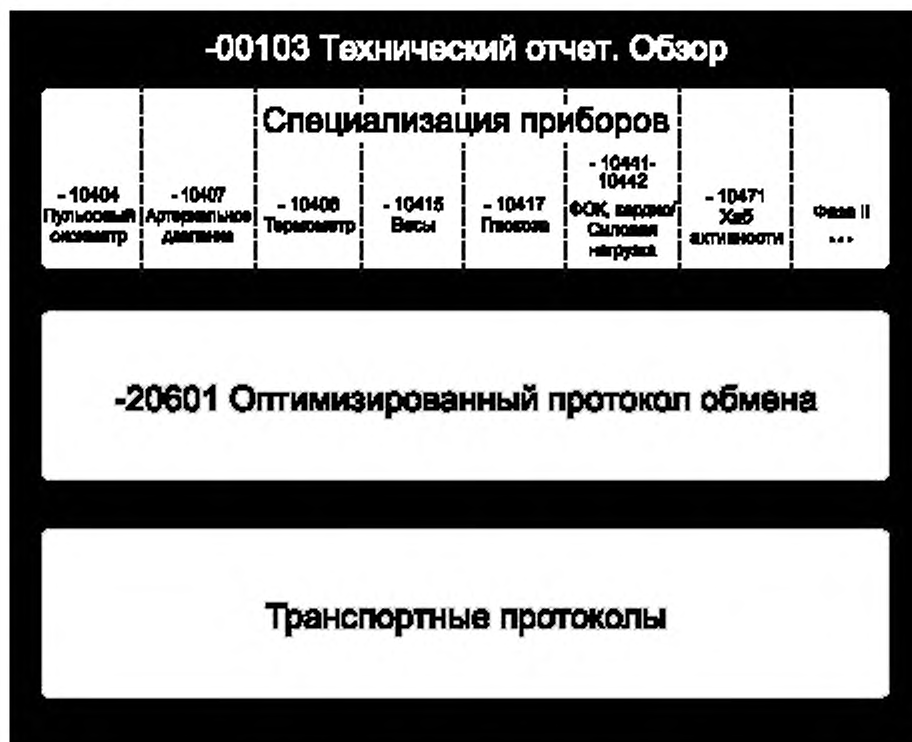 -00103 Технический отчет. Обзор
Специализация приборов
- 10404
Пульсовый
оксиметр
- 10407
Артериальное
давление
- 10408
Термометр
- 10415
Весы
- 10417
Глюкоза
- 10441-
10442
ФОК, кардио/
Силовая
нагрузка
- 10471
Хаб
активности
Фаза II
...
-20601 Оптимизированный протокол обмена
Транспортные протоколы